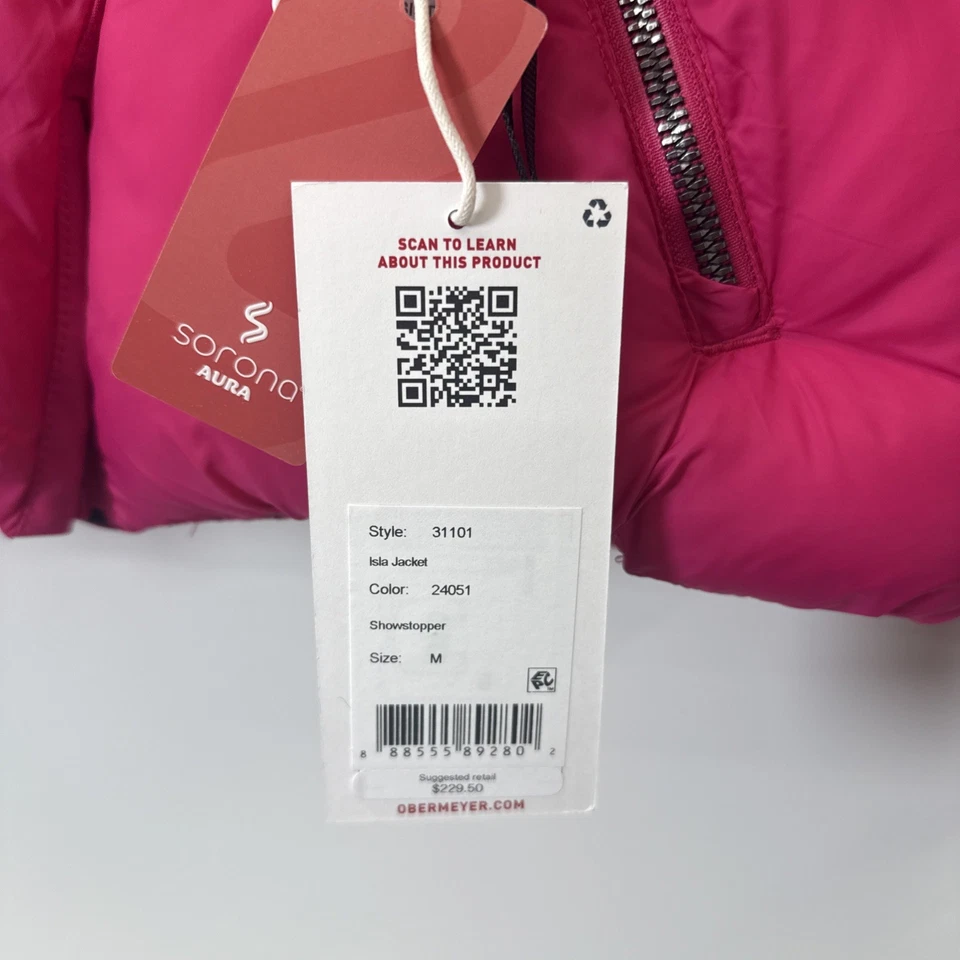 sorona
AURA
SCAN TO LEARN
ABOUT THIS PRODUCT
Style: 31101
Isla Jacket
Color: 24051
Showstopper
Size: M
8 88555 89280 2
Suggested retail
$229.50
OBERMEYER.COM